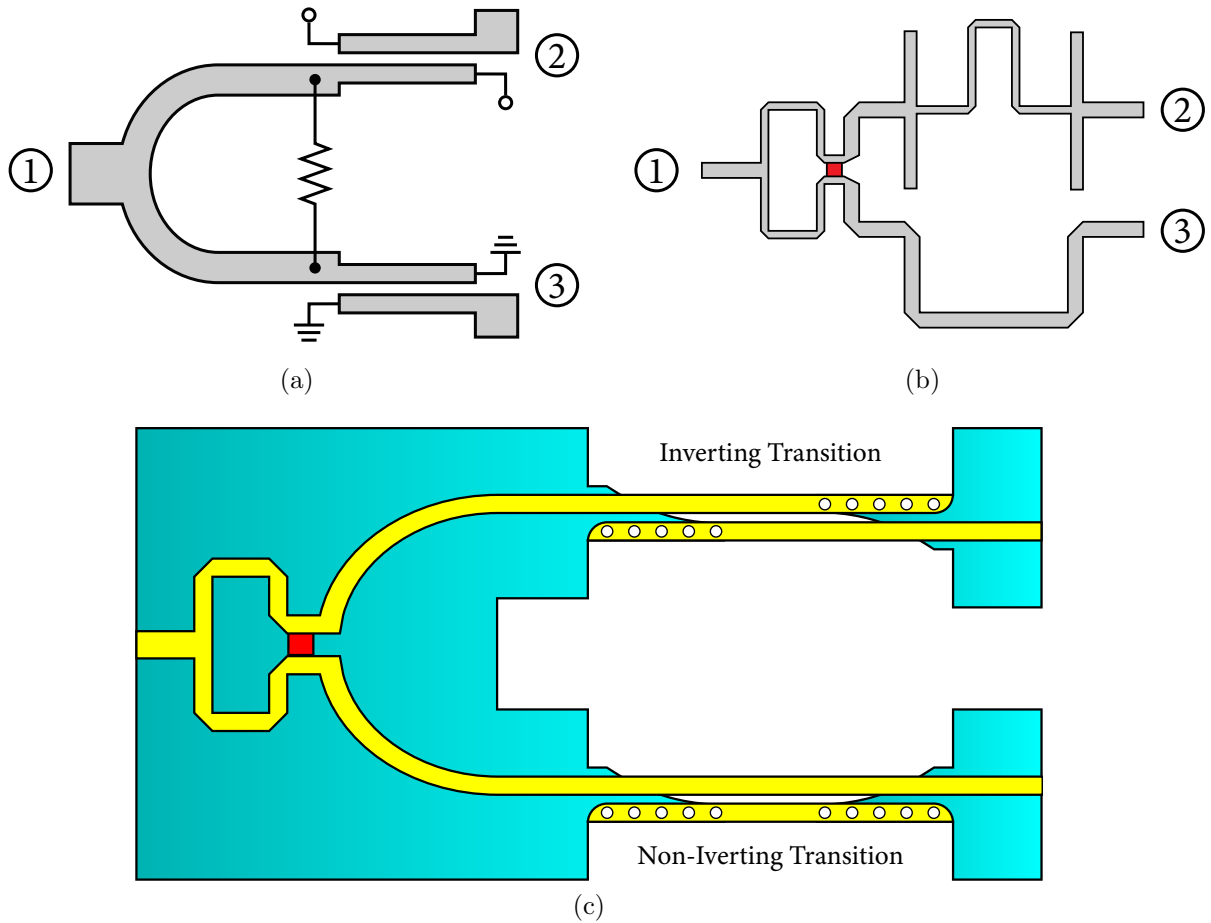 ②
①
③
(a)
①
②
③
(b)
Inverting Transition
Non-Iverting Transition
(c)